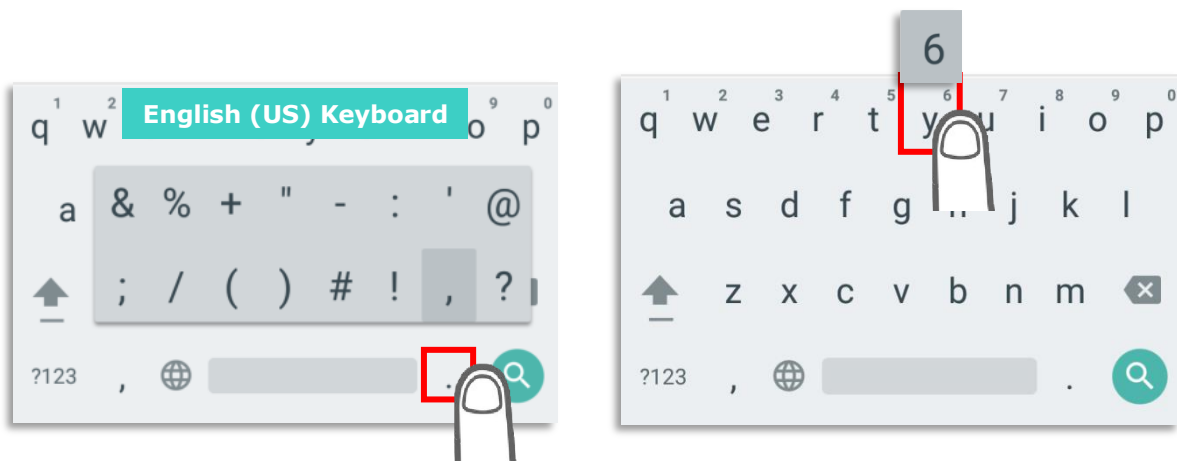 6
1 2 9 0
q w o p
English (US) Keyboard
a
& % + " - : ' @
; / ( ) # ! , ?
?123 , .
1 2 3 4 5 6 7 8 9 0
q w e r t y u i o p
a s d f g h j k l
z x c v b n m
?123 , .